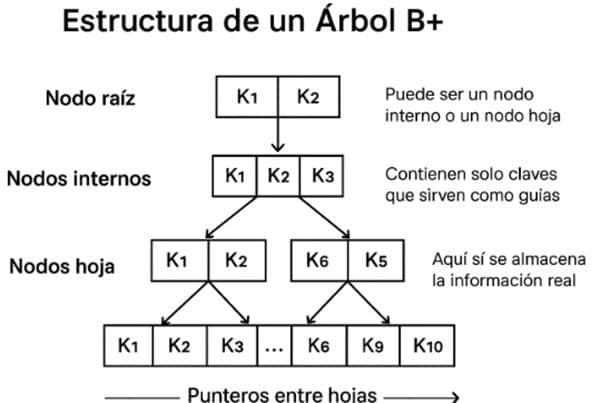 Estructura de un Árbol B+
Nodo raíz
K1 K2
Puede ser un nodo
interno o un nodo hoja
Nodos internos
K1 K2 K3
Contienen solo claves
que sirven como guías
Nodos hoja
K1 K2
K6 K5
Aquí sí se almacena
la información real
K1 K2 K3 ... K6 K9 K10
Punteros entre hojas